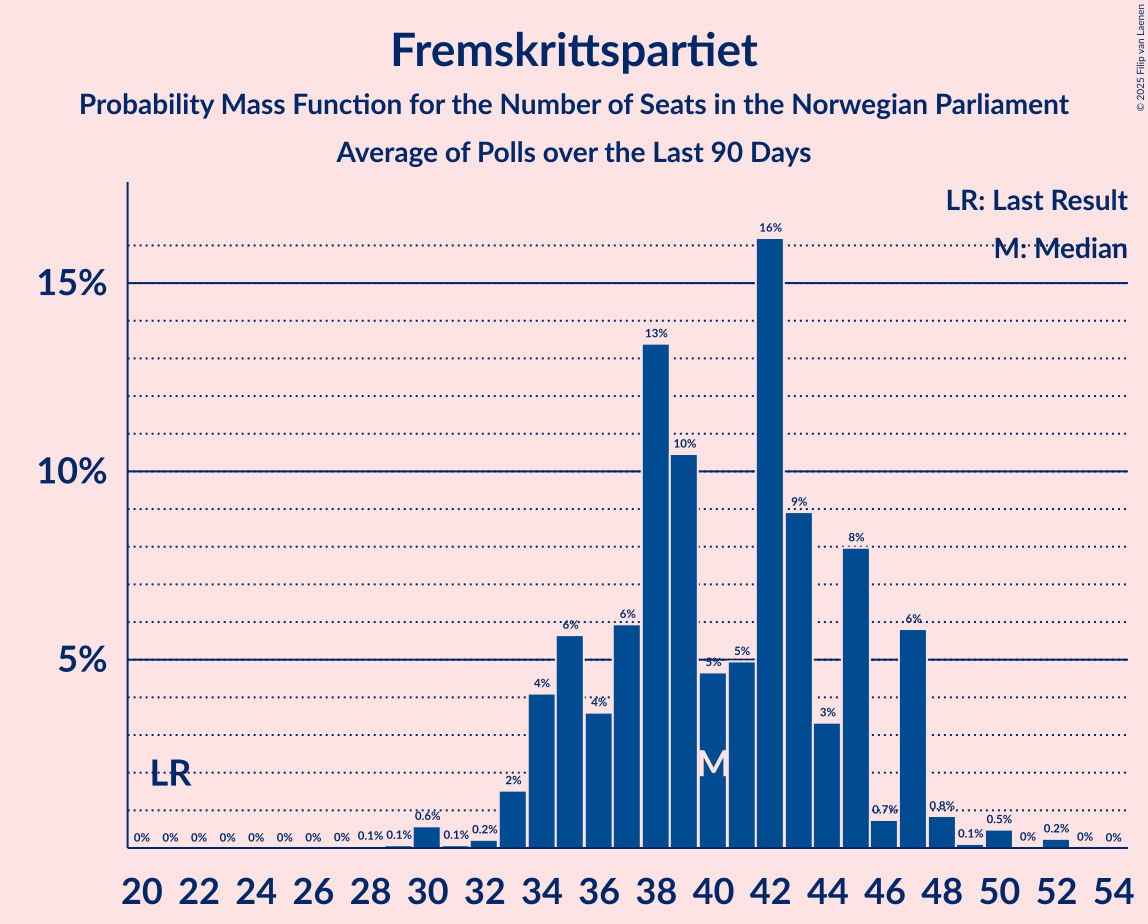 Fremskrittspartiet
Probability Mass Function for the Number of Seats in the Norwegian Parliament
Average of Polls over the Last 90 Days
© 2025 Filip van Laenen
LR: Last Result
M: Median
15%
10%
5%
0% 0% 0% 0% 0% 0% 0% 0% 0.1% 0.1% 0.6% 0.1% 0.2% 2% 4% 6% 4% 6% 13% 10% 5% 5% 16% 9% 3% 8% 0.7% 6% 0.8% 0.1% 0.5% 0% 0.2% 0% 0%
LR
M
20 22 24 26 28 30 32 34 36 38 40 42 44 46 48 50 52 54